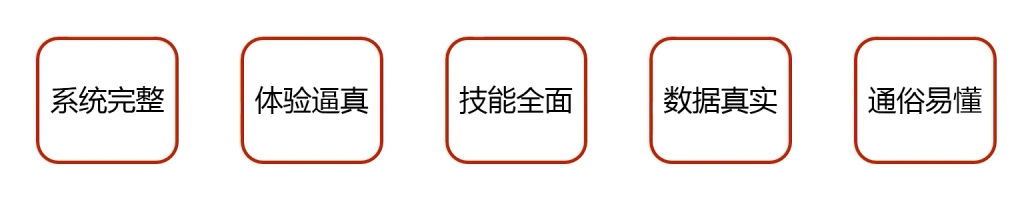 系统完整
体验逼真
技能全面
数据真实
通俗易懂